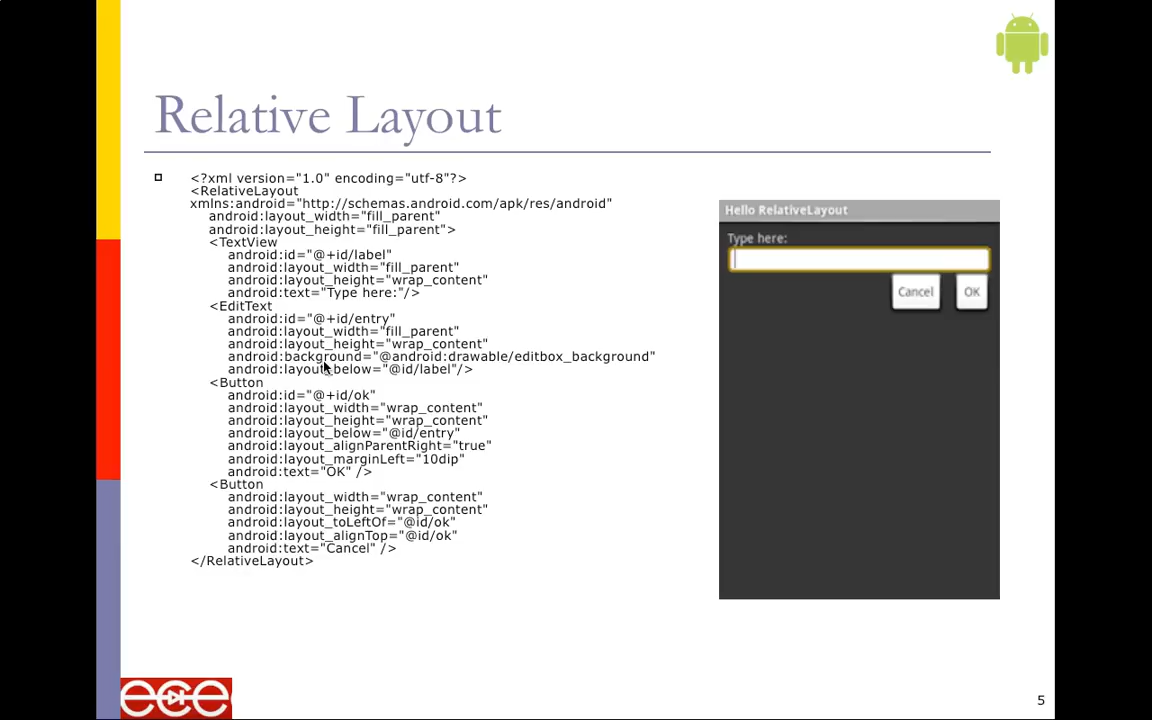 Relative Layout
<?xml version="1.0" encoding="utf-8"?>
<RelativeLayout
xmlns:android="http://schemas.android.com/apk/res/android"
android:layout_width="fill_parent"
android:layout_height="fill_parent">
<TextView
android:id="@+id/label"
android:layout_width="fill_parent"
android:layout_height="wrap_content"
android:text="Type here:"/>
<EditText
android:id="@+id/entry"
android:layout_width="fill_parent"
android:layout_height="wrap_content"
android:background="@android:drawable/editbox_background"
android:layout_below="@id/label"/>
<Button
android:id="@+id/ok"
android:layout_width="wrap_content"
android:layout_height="wrap_content"
android:layout_below="@id/entry"
android:layout_alignParentRight="true"
android:layout_marginLeft="10dip"
android:text="OK" />
<Button
android:layout_width="wrap_content"
android:layout_height="wrap_content"
android:layout_toLeftOf="@id/ok"
android:layout_alignTop="@id/ok"
android:text="Cancel" />
</RelativeLayout>
Hello RelativeLayout
Type here:
Cancel OK
ece
5